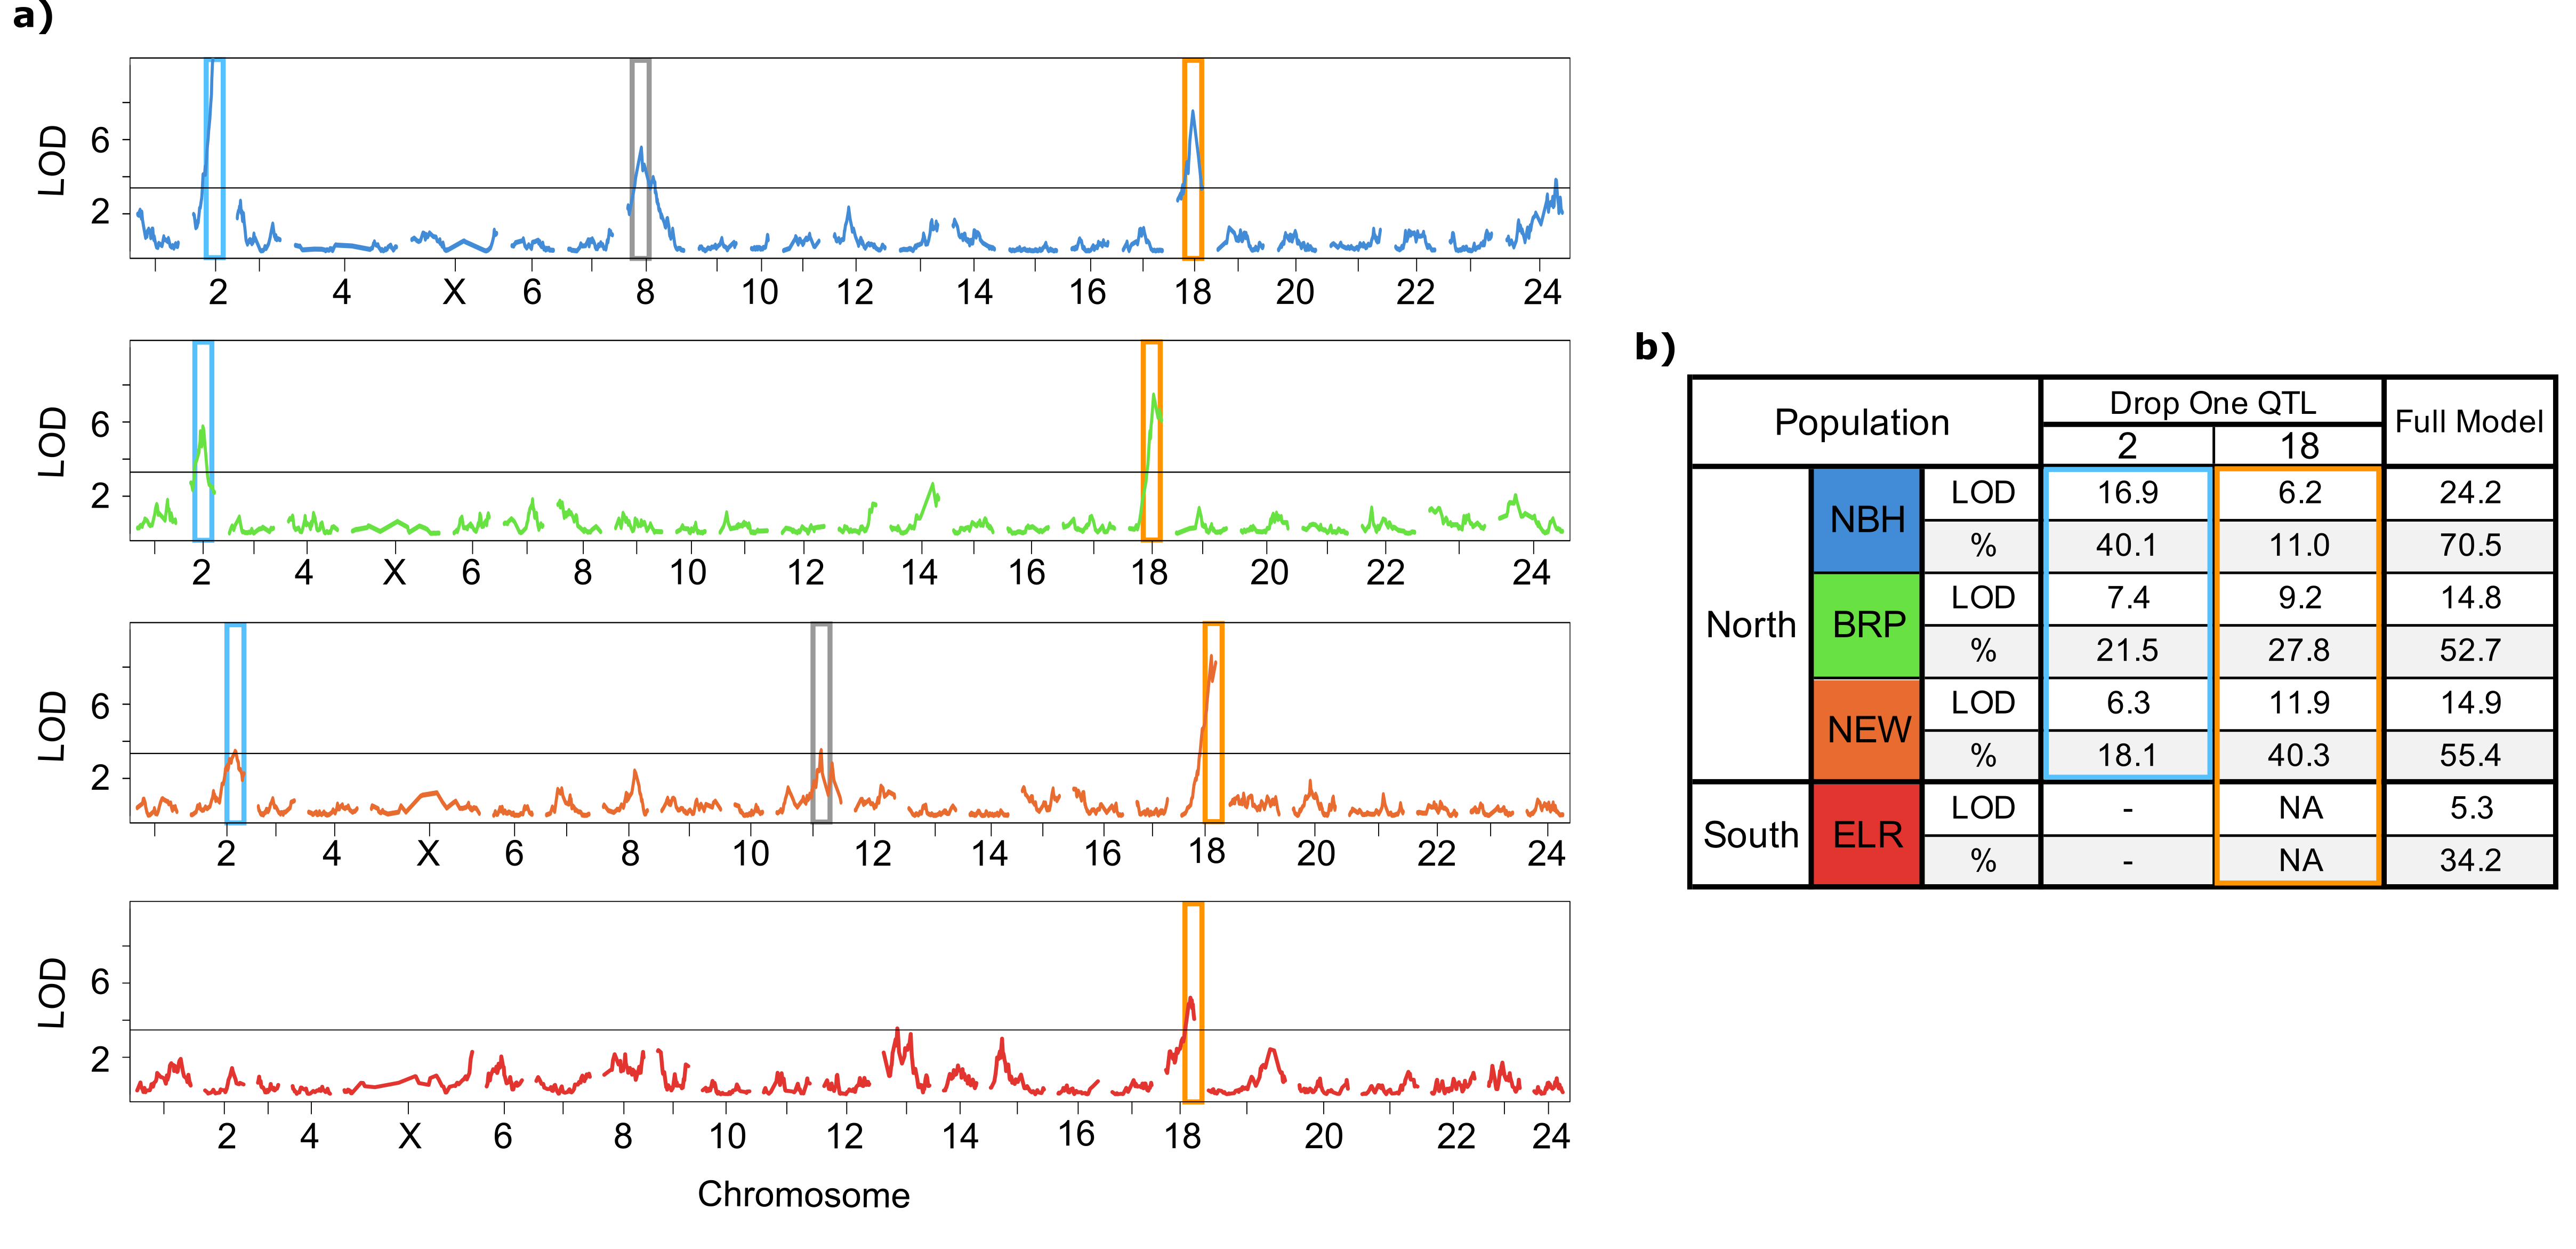 a)
LOD
6
2
2 4 X 6 8 10 12 14 16 18 20 22 24
LOD
6
2
2 4 X 6 8 10 12 14 16 18 20 22 24
LOD
6
2
2 4 X 6 8 10 12 14 16 18 20 22 24
LOD
6
2
2 4 X 6 8 10 12 14 16 18 20 22 24
Chromosome
b)
Population Drop One QTL Full Model
2 18
North NBH LOD 16.9 6.2 24.2
% 40.1 11.0 70.5
BRP LOD 7.4 9.2 14.8
% 21.5 27.8 52.7
NEW LOD 6.3 11.9 14.9
% 18.1 40.3 55.4
South ELR LOD - NA 5.3
% - NA 34.2